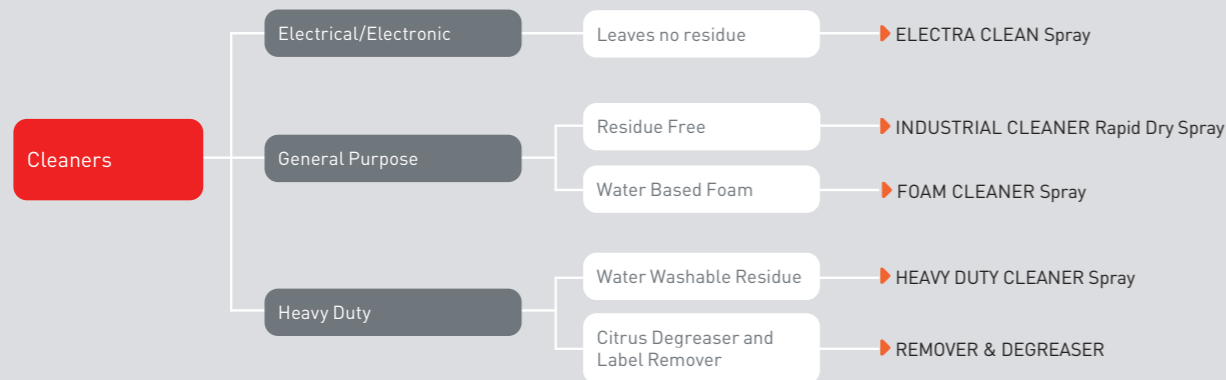 Cleaners
Electrical/Electronic
Leaves no residue
ELECTRA CLEAN Spray
General Purpose
Residue Free
INDUSTRIAL CLEANER Rapid Dry Spray
Water Based Foam
FOAM CLEANER Spray
Heavy Duty
Water Washable Residue
HEAVY DUTY CLEANER Spray
Citrus Degreaser and
Label Remover
REMOVER & DEGREASER